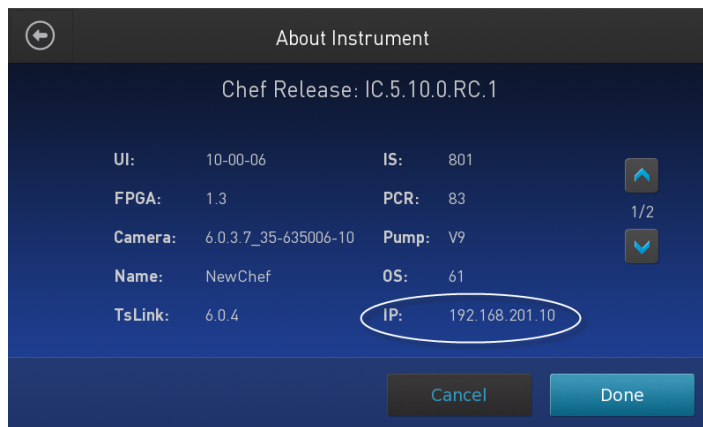 About Instrument
Chef Release: IC.5.10.0.RC.1
UI: 10-00-06 IS: 801
FPGA: 1.3 PCR: 83
1/2
Camera: 6.0.3.7_35-635006-10 Pump: V9
Name: NewChef OS: 61
TsLink: 6.0.4 IP: 192.168.201.10
Cancel Done